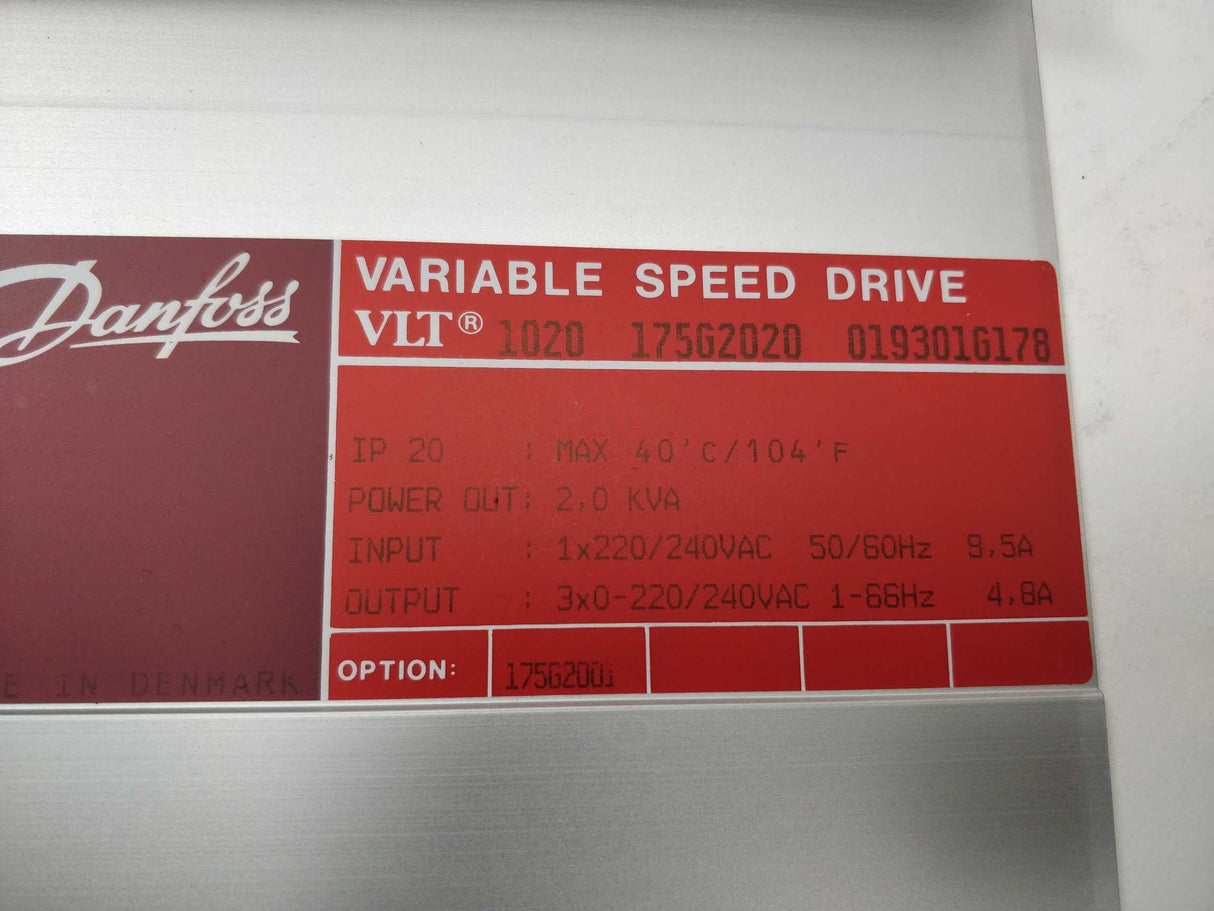 Danfoss
VARIABLE SPEED DRIVE
VLT® 1020 175G2020 019301G178
IP 20 : MAX 40'C/104'F
POWER OUT: 2,0 KVA
INPUT : 1x220/240VAC 50/60Hz 9,5A
OUTPUT : 3x0-220/240VAC 1-66Hz 4,8A
E IN DENMARK
OPTION: 175G2001